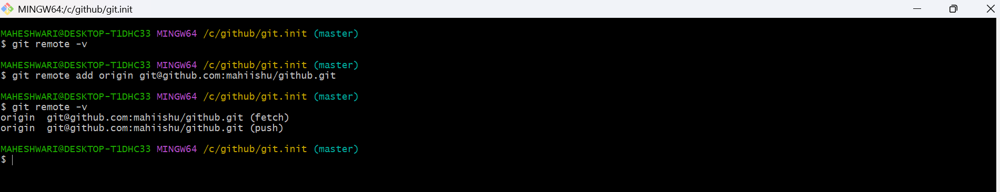 MINGW64:/c/github/git.init
MAHESHWARI@DESKTOP-T1DHC33 MINGW64 /c/github/git.init (master)
$ git remote -v
MAHESHWARI@DESKTOP-T1DHC33 MINGW64 /c/github/git.init (master)
$ git remote add origin git@github.com:mahiishu/github.git
MAHESHWARI@DESKTOP-T1DHC33 MINGW64 /c/github/git.init (master)
$ git remote -v
origin  git@github.com:mahiishu/github.git (fetch)
origin  git@github.com:mahiishu/github.git (push)
MAHESHWARI@DESKTOP-T1DHC33 MINGW64 /c/github/git.init (master)
$